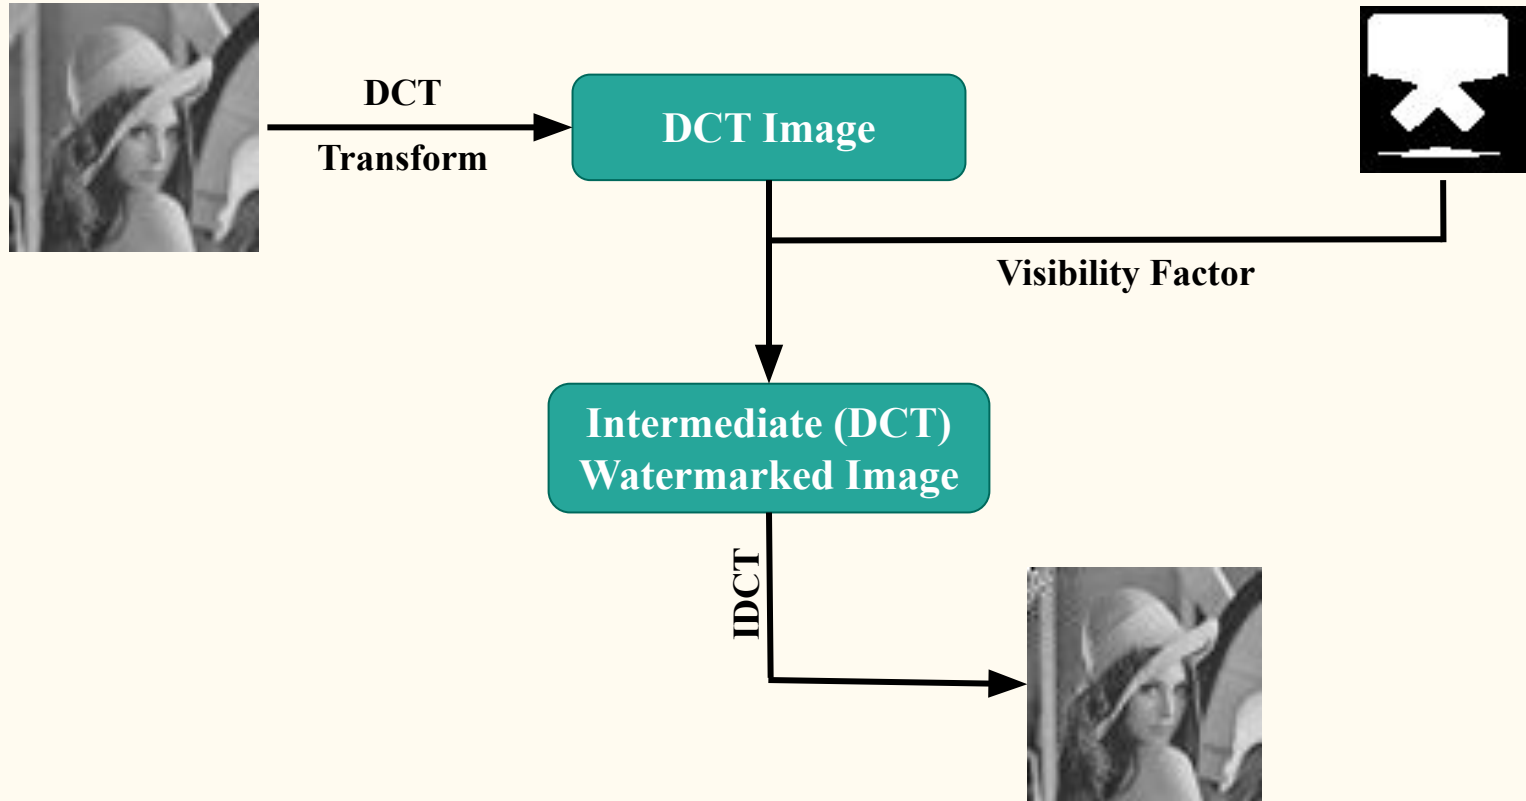 DCT
Transform
DCT Image
Visibility Factor
Intermediate (DCT)
Watermarked Image
IDCT